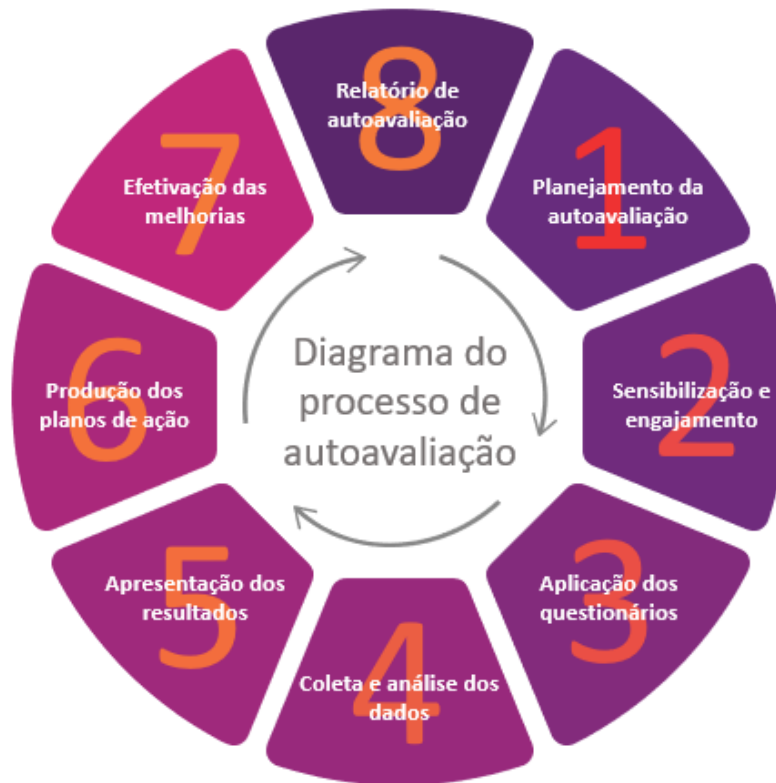 8
Relatório de
autoavaliação
1
Planejamento da
autoavaliação
2
Sensibilização e
engajamento
3
Aplicação dos
questionários
4
Coleta e análise dos
dados
5
Apresentação dos
resultados
6
Produção dos
planos de ação
7
Efetivação das
melhorias
Diagrama do
processo de
autoavaliação